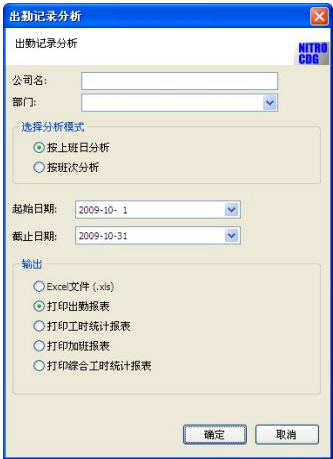 出勤记录分析
出勤记录分析
NITRO
CDG
公司名:
部门:
选择分析模式
按上班日分析
按班次分析
起始日期: 2009-10- 1
截止日期: 2009-10-31
输出
Excel文件 (.xls)
打印出勤报表
打印工时统计报表
打印加班报表
打印综合工时统计报表
确定 取消